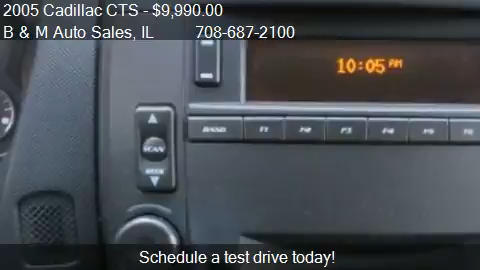 2005 Cadillac CTS - $9,990.00
B & M Auto Sales, IL 708-687-2100
10:05 AM
BAND F1 F2 F3 F4 F5 F6
SCAN
SEEK
Schedule a test drive today!